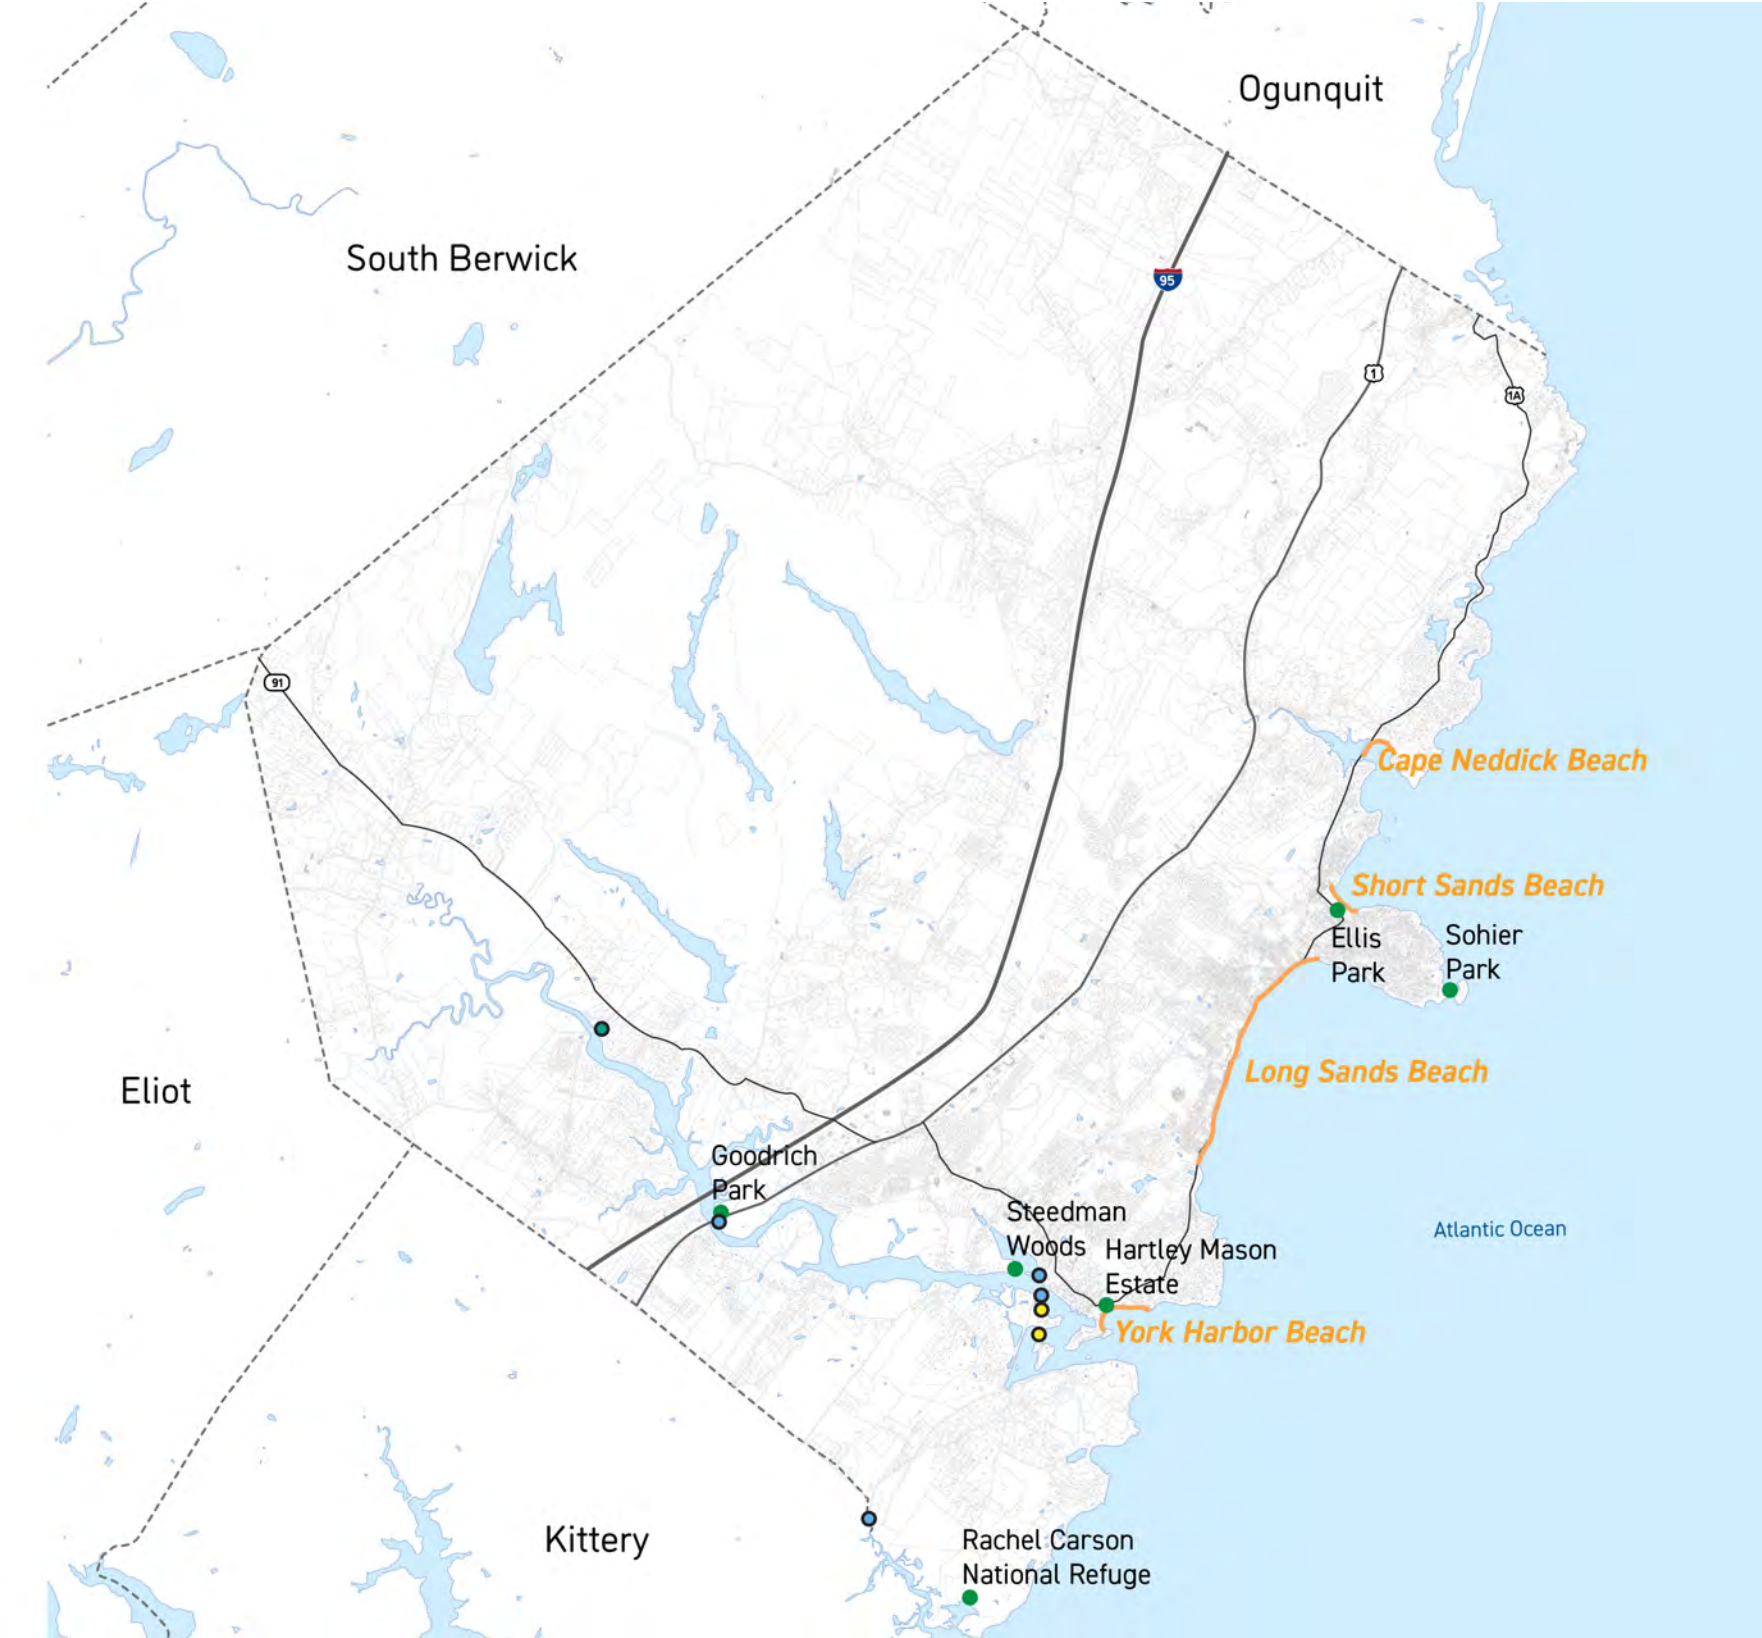 Ogunquit
South Berwick
95
1
1A
91
Cape Neddick Beach
Short Sands Beach
Ellis
Park
Sohier
Park
Long Sands Beach
Eliot
Goodrich
Park
Steedman
Woods
Hartley Mason
Estate
Atlantic Ocean
York Harbor Beach
Kittery
Rachel Carson
National Refuge